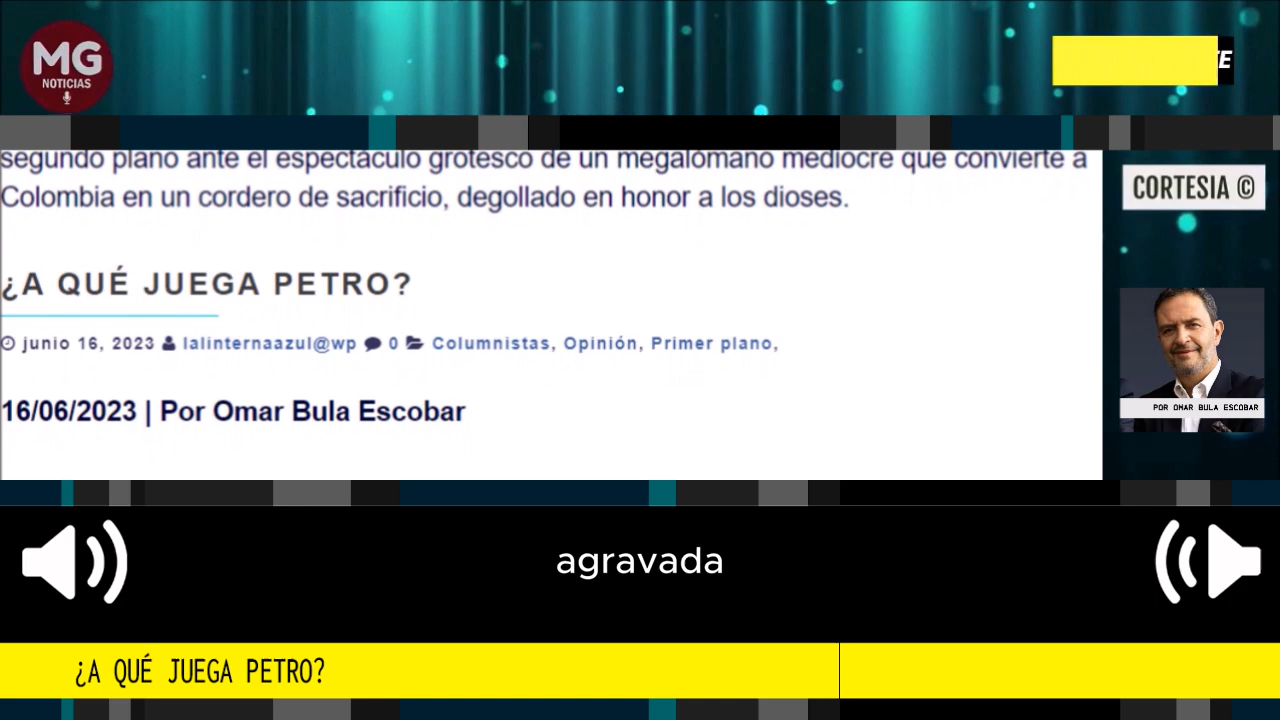 MG
NOTICIAS
segundo plano ante el espectáculo grotesco de un megalómano mediocre que convierte a
Colombia en un cordero de sacrificio, degollado en honor a los dioses.
CORTESIA ©
¿A QUÉ JUEGA PETRO?
junio 16, 2023 lalinternaazul@wp 0 Columnistas, Opinión, Primer plano,
16/06/2023 | Por Omar Bula Escobar
POR OMAR BULA ESCOBAR
agravada
¿A QUÉ JUEGA PETRO?